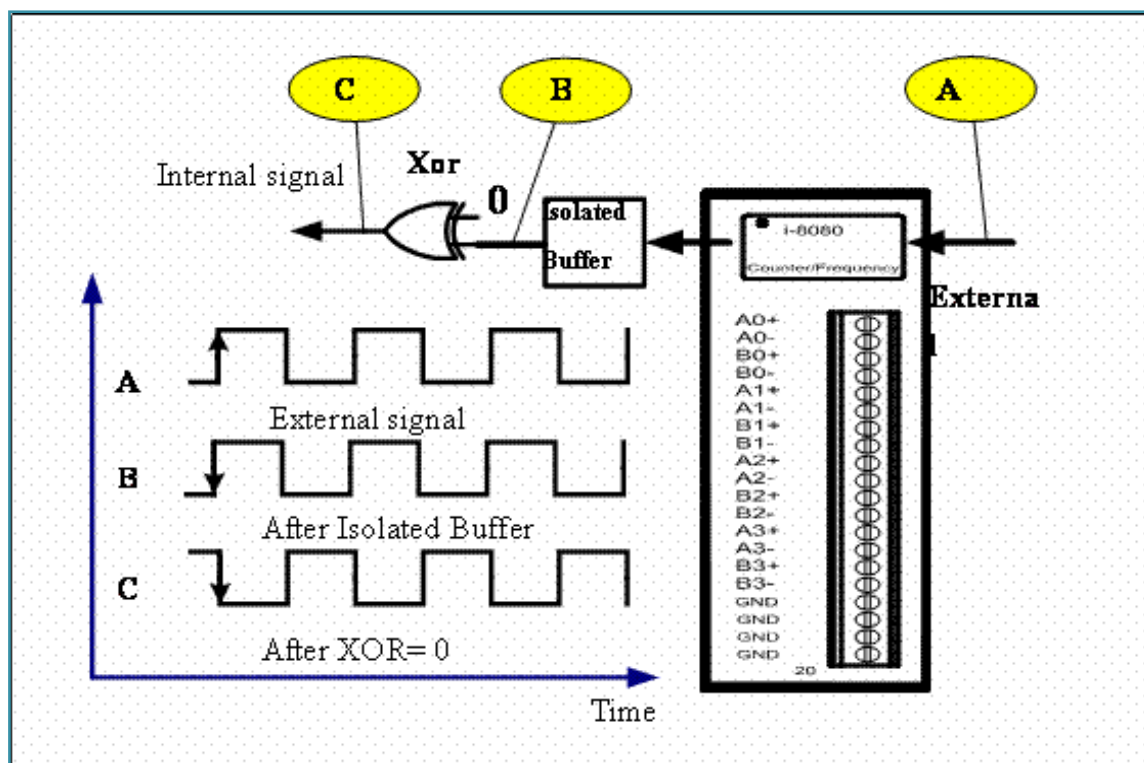 C
B
A
Xor
Internal signal
0
Isolated
Buffer
i-8080
Counter/Frequency
Externa
l
A0+
A0-
B0+
B0-
A1+
A1-
B1+
B1-
A2+
A2-
B2+
B2-
A3+
A3-
B3+
B3-
GND
GND
GND
GND
20
A
External signal
B
After Isolated Buffer
C
After XOR= 0
Time